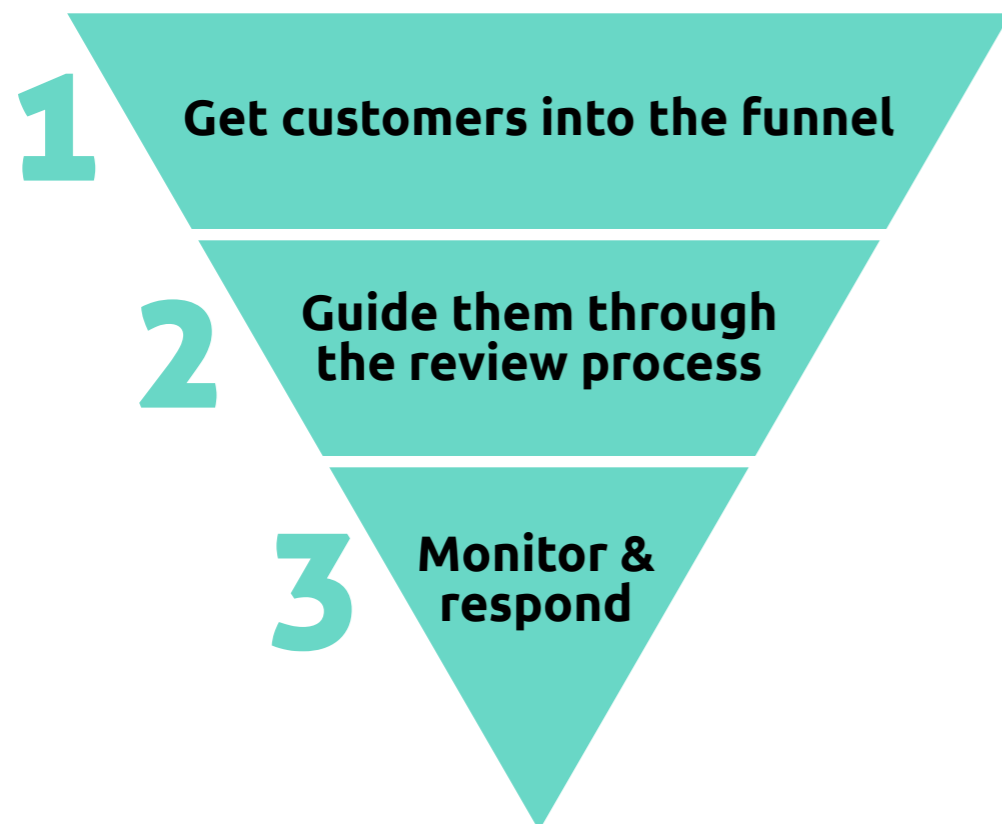 1
Get customers into the funnel
2
Guide them through
the review process
3
Monitor &
respond